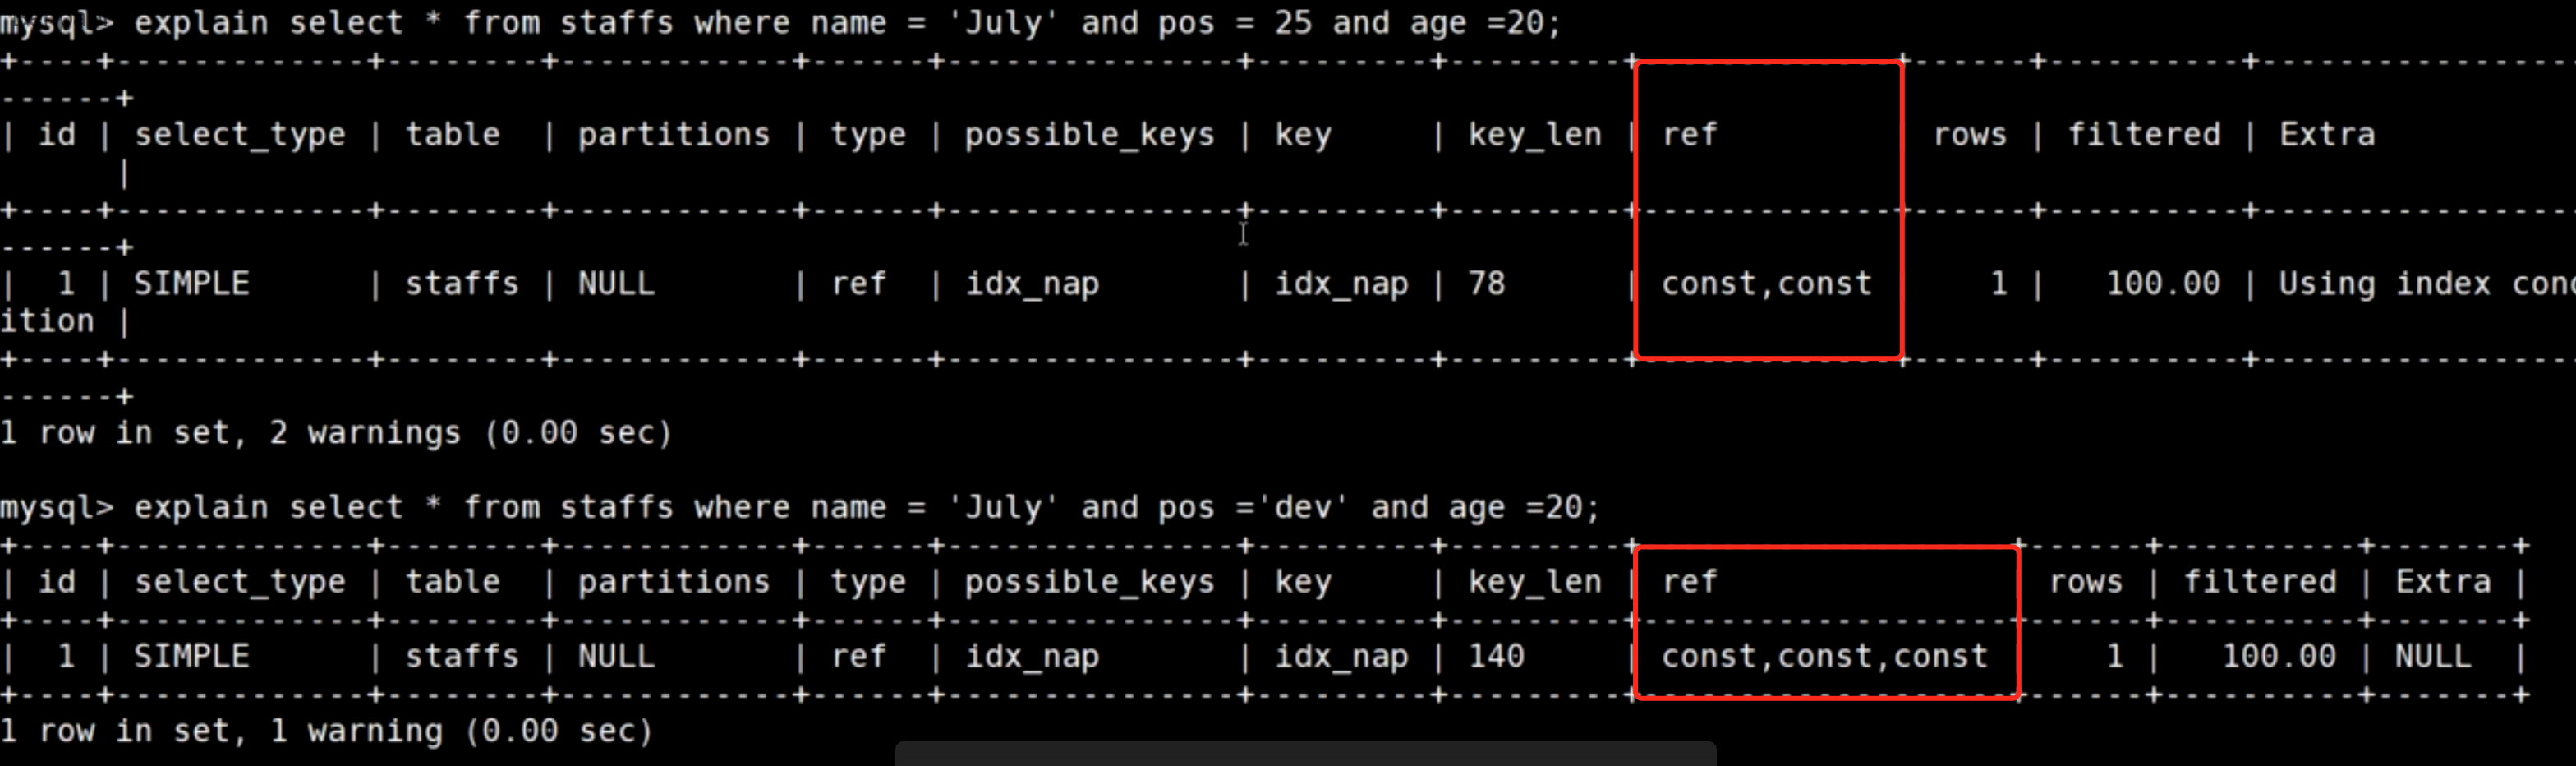 mysql> explain select * from staffs where name = 'July' and pos = 25 and age =20;
+----+-------------+--------+------------+------+---------------+---------+---------+-------------+------+----------+-----------------
------+
| id | select_type | table  | partitions | type | possible_keys | key     | key_len | ref           rows | filtered | Extra
      |
+----+-------------+--------+------------+------+---------------+---------+---------+-------------+------+----------+-----------------
------+
|  1 | SIMPLE      | staffs | NULL       | ref  | idx_nap       | idx_nap | 78      | const,const      1 |   100.00 | Using index cond
ition |
+----+-------------+--------+------------+------+---------------+---------+---------+-------------+------+----------+-----------------
------+
1 row in set, 2 warnings (0.00 sec)
mysql> explain select * from staffs where name = 'July' and pos ='dev' and age =20;
+----+-------------+--------+------------+------+---------------+---------+---------+-------------------+------+----------+-------+
| id | select_type | table  | partitions | type | possible_keys | key     | key_len | ref                 rows | filtered | Extra |
+----+-------------+--------+------------+------+---------------+---------+---------+-------------------+------+----------+-------+
|  1 | SIMPLE      | staffs | NULL       | ref  | idx_nap       | idx_nap | 140     | const,const,const      1 |   100.00 | NULL  |
+----+-------------+--------+------------+------+---------------+---------+---------+-------------------+------+----------+-------+
1 row in set, 1 warning (0.00 sec)